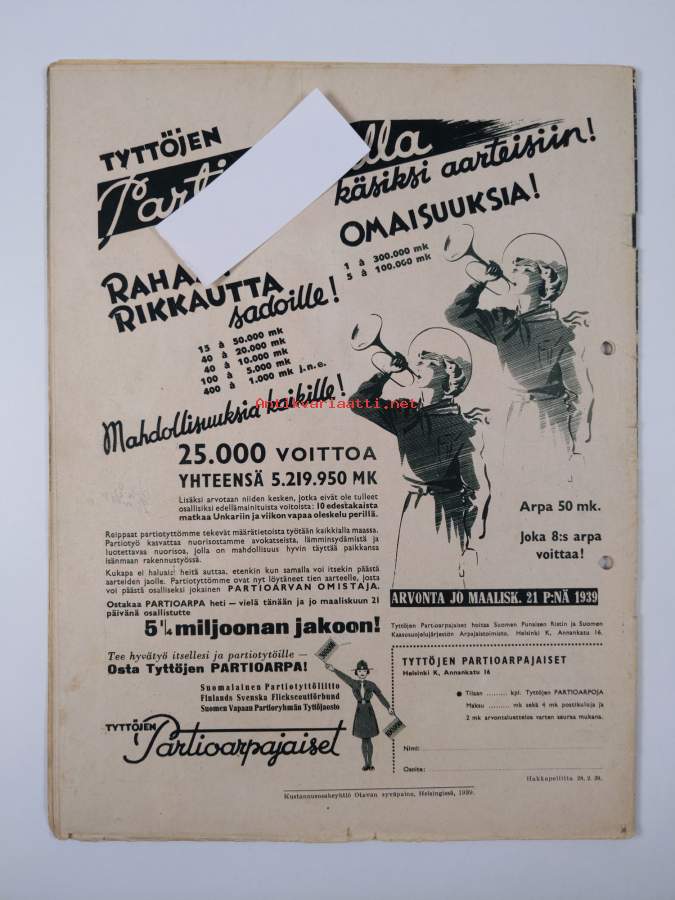 TYTTÖJEN
käsiksi aarteisiin!
OMAISUUKSIA!
1 à 300.000 mk
5 à 100.000 mk
RIKKAUTTA
sadoille!
15 à 50.000 mk
40 à 20.000 mk
40 à 10.000 mk
100 à 5.000 mk
400 à 1.000 mk j.n.e.
Antikvariaatti.net
Mahdollisuuksia kaikille!
25.000 VOITTOA
YHTEENSÄ 5.219.950 MK
Lisäksi arvotaan niiden kesken, jotka eivät ole tulleet
osallisiksi edellämainituista voitoista: 10 edestakaista
matkaa Unkariin ja viikon vapaa oleskelu perillä.
Reippaat partiotyttömme tekevät määrätietoista työtään kaikkialla maassa.
Partiotyö kasvattaa nuorisostamme avokatseista, lämminsydämistä ja
luotettavaa nuorisoa, jolla on mahdollisuus hyvin täyttää paikkansa
isänmaan rakennustyössä.
Kukapa ei haluaisi heitä auttaa, etenkin kun samalla voi itsekin päästä
aarteiden jaolle. Partiotyttömme ovat nyt löytäneet tien aarteelle, josta
voi päästä osalliseksi jokainen PARTIOARVAN OMISTAJA.
Ostakaa PARTIOARPA heti — vielä tänään ja jo maaliskuun 21
päivänä osallistutte
5 1/4 miljoonan jakoon!
Tee hyvätyö itsellesi ja partiotytöille —
Osta Tyttöjen PARTIOARPA!
Suomalainen Partiotyttöliitto
Finlands Svenska Flickscoutförbund
Suomen Vapaan Partioryhmän Tyttöjaosto
TYTTÖJEN
Partioarpajaiset
Arpa 50 mk.
Joka 8:s arpa
voittaa!
ARVONTA JO MAALISK. 21 P:NÄ 1939
Tyttöjen Partioarpajaiset hoitaa Suomen Punaisen Ristin ja Suomen
Kaasusuojelujärjestön Arpajaistoimisto, Helsinki K, Annankatu 16.
TYTTÖJEN PARTIOARPAJAISET
Helsinki K, Annankatu 16
Tilaan ......... kpl. Tyttöjen PARTIOARPOJA
Maksu ......... mk sekä 4 mk postikuluja ja
2 mk arvontaluetteloa varten seuraa mukana.
Nimi:
Osoite:
Hakkapeliitta 28. 2. 39.
Kustannusosakeyhtiö Otavan syväpaino, Helsingissä, 1939.